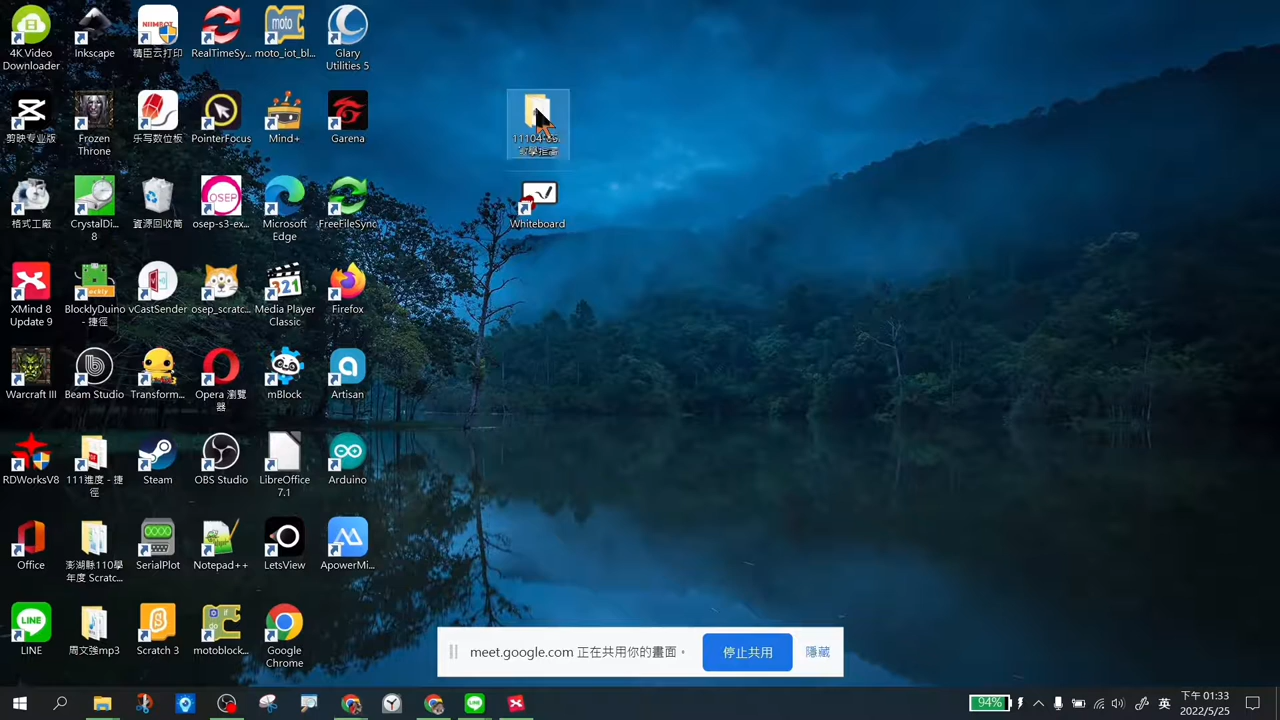 4K Video
Downloader
Inkscape
NIIMBOT
精臣云打印
RealTimeSy...
moto
moto_iot_bl...
Glary
Utilities 5
剪映专业版
Frozen
Throne
乐写数位板
PointerFocus
Mind+
Garena
格式工廠
CrystalDi...
8
資源回收筒
OSEP
osep-s3-ex...
Microsoft
Edge
FreeFileSync
XMind 8
Update 9
BlocklyDuino
- 捷徑
vCastSender
osep_scratc...
321
Media Player
Classic
Firefox
Warcraft III
Beam Studio
Transform...
Opera 瀏覽
器
mBlock
Artisan
RDWorksV8
111進度 - 捷
徑
Steam
OBS Studio
LibreOffice
7.1
Arduino
Office
澎湖縣110學
年度 Scratc...
SerialPlot
Notepad++
LetsView
ApowerMi...
LINE
LINE
周文強mp3
Scratch 3
motoblock...
Google
Chrome
Whiteboard
meet.google.com 正在共用你的畫面。
停止共用
隱藏
94%
英
下午 01:33
2022/5/25